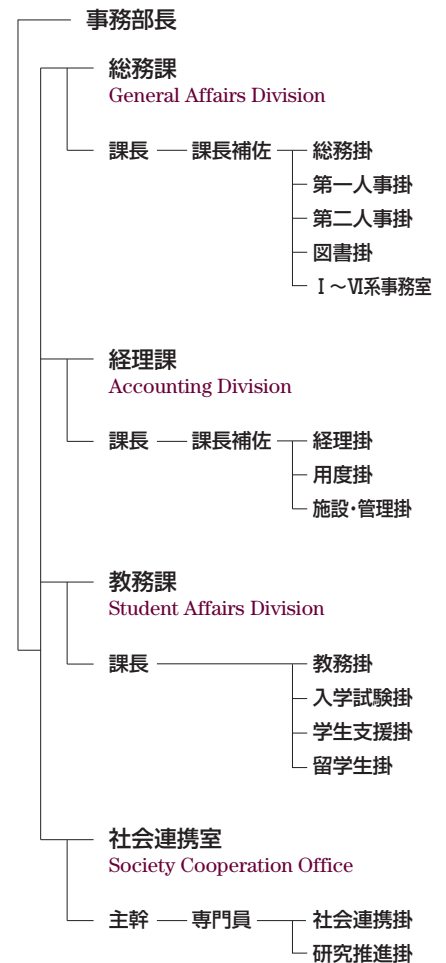 事務部長
総務課
General Affairs Division
課長 課長補佐 総務掛
第一人事掛
第二人事掛
図書掛
Ⅰ～Ⅶ系事務室
経理課
Accounting Division
課長 課長補佐 経理掛
用度掛
施設・管理掛
教務課
Student Affairs Division
課長 教務掛
入学試験掛
学生支援掛
留学生掛
社会連携室
Society Cooperation Office
主幹 専門員 社会連携掛
研究推進掛